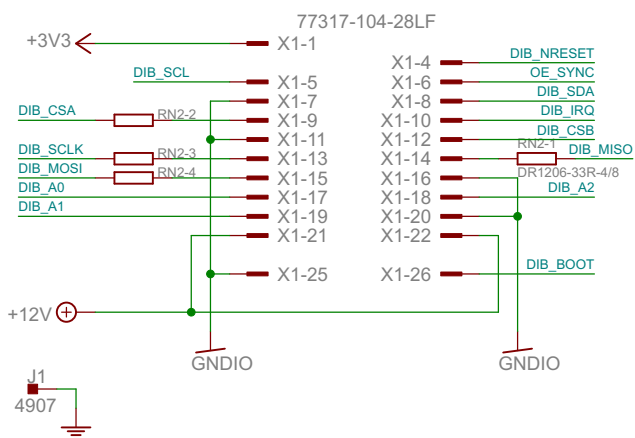 77317-104-28LF
+3V3
X1-1
X1-4
DIB_NRESET
DIB_SCL
X1-5
X1-6
OE_SYNC
X1-7
X1-8
DIB_SDA
DIB_CSA
RN2-2
X1-9
X1-10
DIB_IRQ
X1-11
X1-12
DIB_CSB
DIB_SCLK
RN2-3
X1-13
X1-14
RN2-1
DIB_MISO
DIB_MOSI
RN2-4
X1-15
X1-16
DR1206-33R-4/8
DIB_A0
X1-17
X1-18
DIB_A2
DIB_A1
X1-19
X1-20
X1-21
X1-22
X1-25
X1-26
DIB_BOOT
+12V
GNDIO
GNDIO
J1
4907